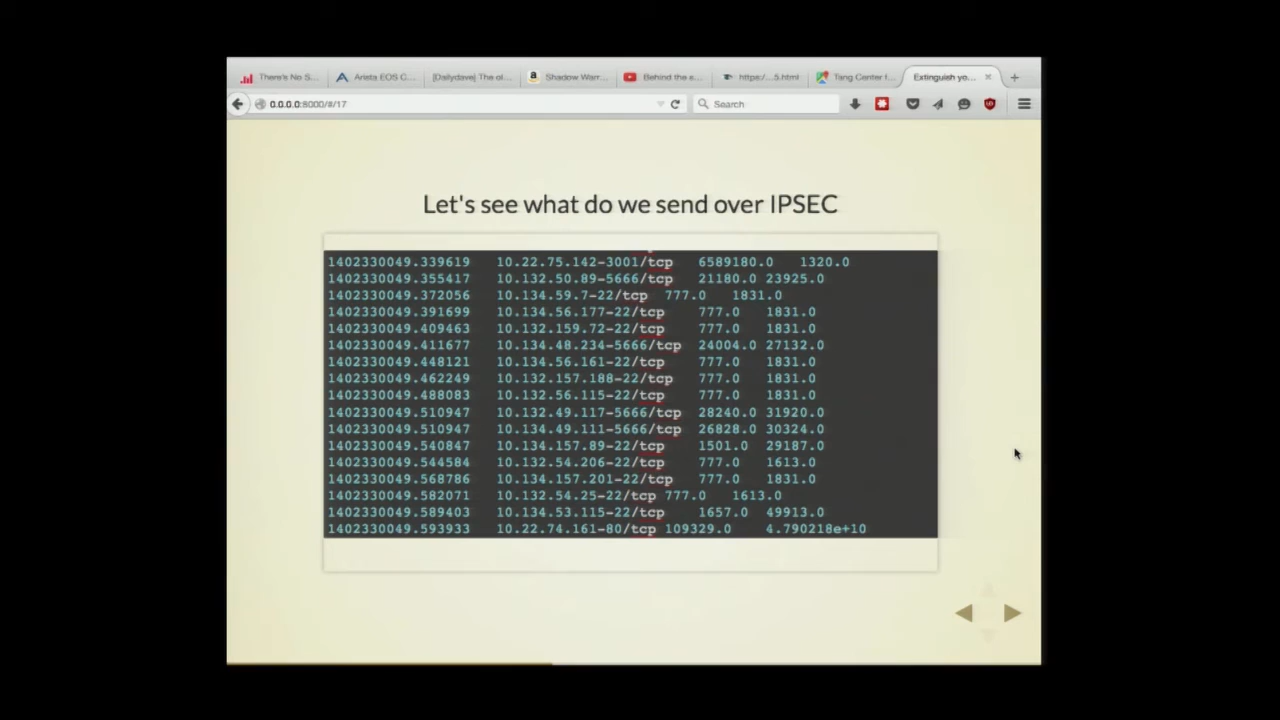 There's No S...
Arista EOS C...
[Dailydave] The ol...
Shadow Warr...
Behind the s...
https:/...5.html
Tang Center f...
Extinguish yo...
0.0.0.0:8000/#/17
Search
Let's see what do we send over IPSEC
1402330049.339619 10.22.75.142-3001/tcp 6589180.0 1320.0
1402330049.355417 10.132.50.89-5666/tcp 21180.0 23925.0
1402330049.372056 10.134.59.7-22/tcp 777.0 1831.0
1402330049.391699 10.134.56.177-22/tcp 777.0 1831.0
1402330049.409463 10.132.159.72-22/tcp 777.0 1831.0
1402330049.411677 10.134.48.234-5666/tcp 24004.0 27132.0
1402330049.448121 10.134.56.161-22/tcp 777.0 1831.0
1402330049.462249 10.132.157.188-22/tcp 777.0 1831.0
1402330049.488083 10.132.56.115-22/tcp 777.0 1831.0
1402330049.510947 10.132.49.117-5666/tcp 28240.0 31920.0
1402330049.510947 10.134.49.111-5666/tcp 26828.0 30324.0
1402330049.540847 10.134.157.89-22/tcp 1501.0 29187.0
1402330049.544584 10.132.54.206-22/tcp 777.0 1613.0
1402330049.568786 10.134.157.201-22/tcp 777.0 1831.0
1402330049.582071 10.132.54.25-22/tcp 777.0 1613.0
1402330049.589403 10.134.53.115-22/tcp 1657.0 49913.0
1402330049.593933 10.22.74.161-80/tcp 109329.0 4.790218e+10